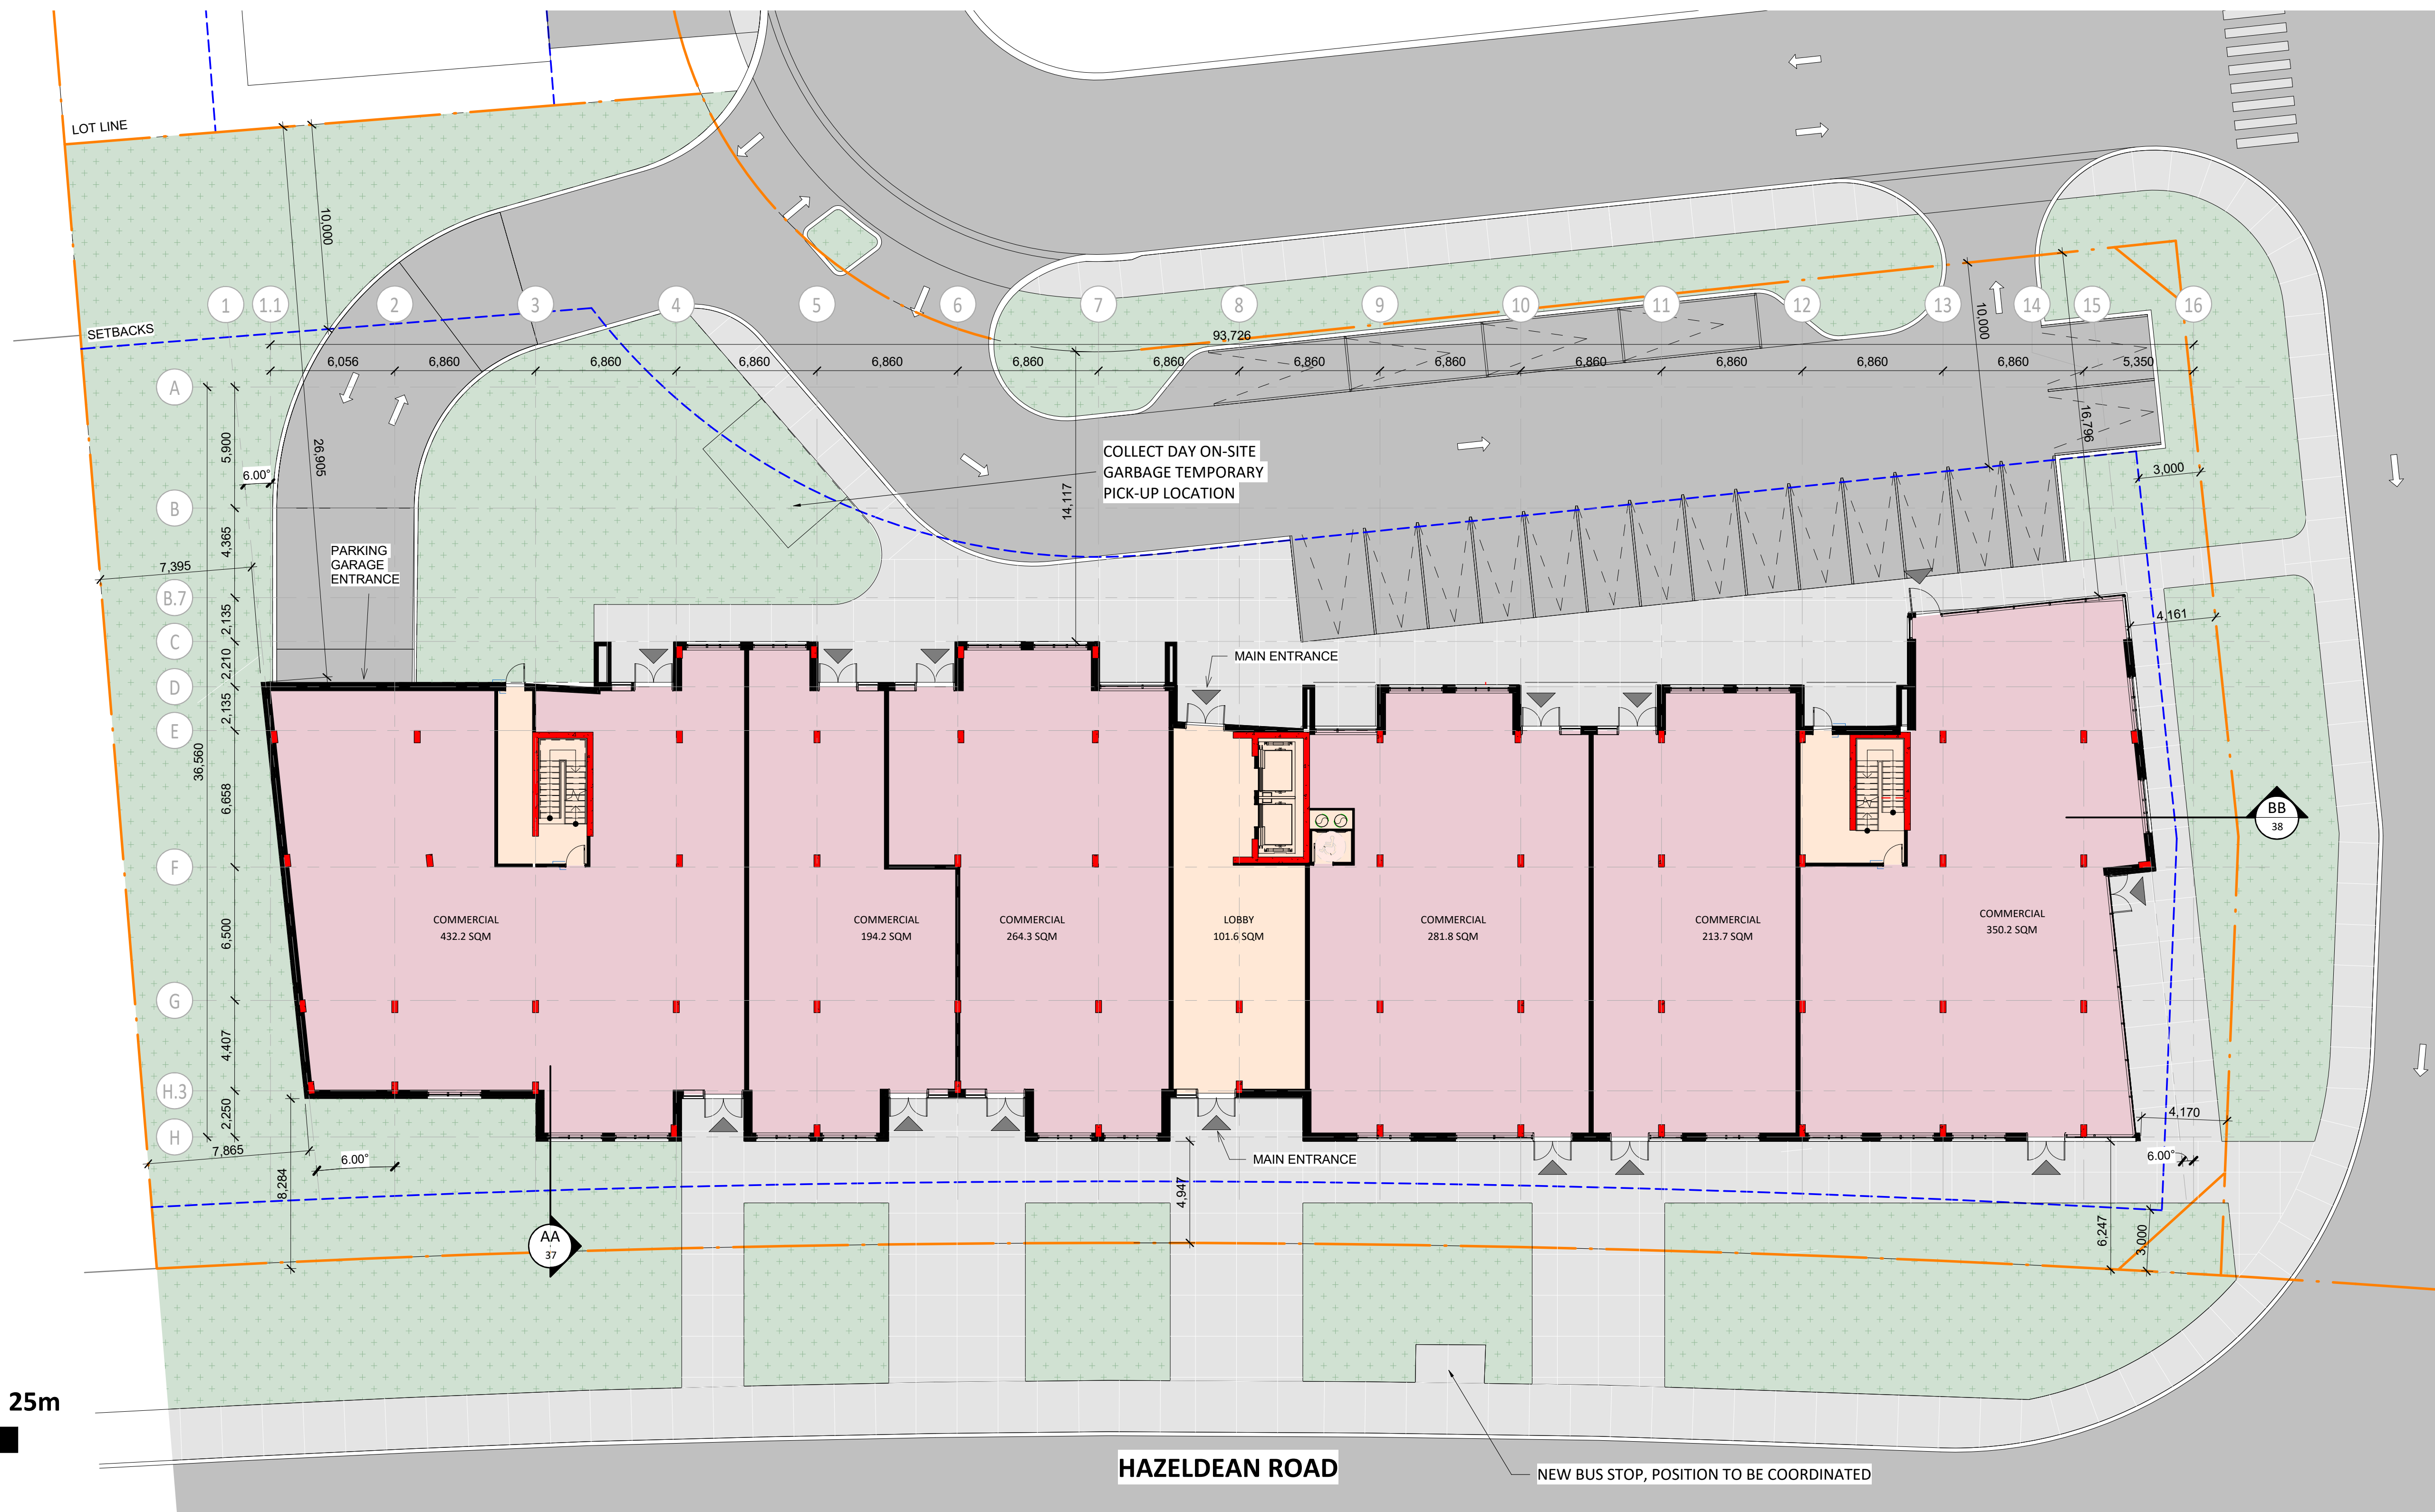 LOT LINE
SETBACKS
10,000
26,905
1
1.1
2
3
4
5
6
7
8
9
10
11
12
13
14
15
16
93,726
6,056
6,860
6,860
6,860
6,860
6,860
6,860
6,860
6,860
6,860
6,860
6,860
6,860
5,350
10,000
16,796
3,000
A
B
B.7
C
D
E
F
G
H.3
H
5,900
4,365
2,135
2,210
2,135
6,658
6,500
4,407
2,250
36,560
6.00°
7,395
PARKING
GARAGE
ENTRANCE
COLLECT DAY ON-SITE
GARBAGE TEMPORARY
PICK-UP LOCATION
14,117
4,161
MAIN ENTRANCE
BB
38
COMMERCIAL
432.2 SQM
COMMERCIAL
194.2 SQM
COMMERCIAL
264.3 SQM
LOBBY
101.6 SQM
COMMERCIAL
281.8 SQM
COMMERCIAL
213.7 SQM
COMMERCIAL
350.2 SQM
4,170
6.00°
7,865
6.00°
8,284
MAIN ENTRANCE
4,947
6,247
3,000
AA
37
25m
HAZELDEAN ROAD
NEW BUS STOP, POSITION TO BE COORDINATED